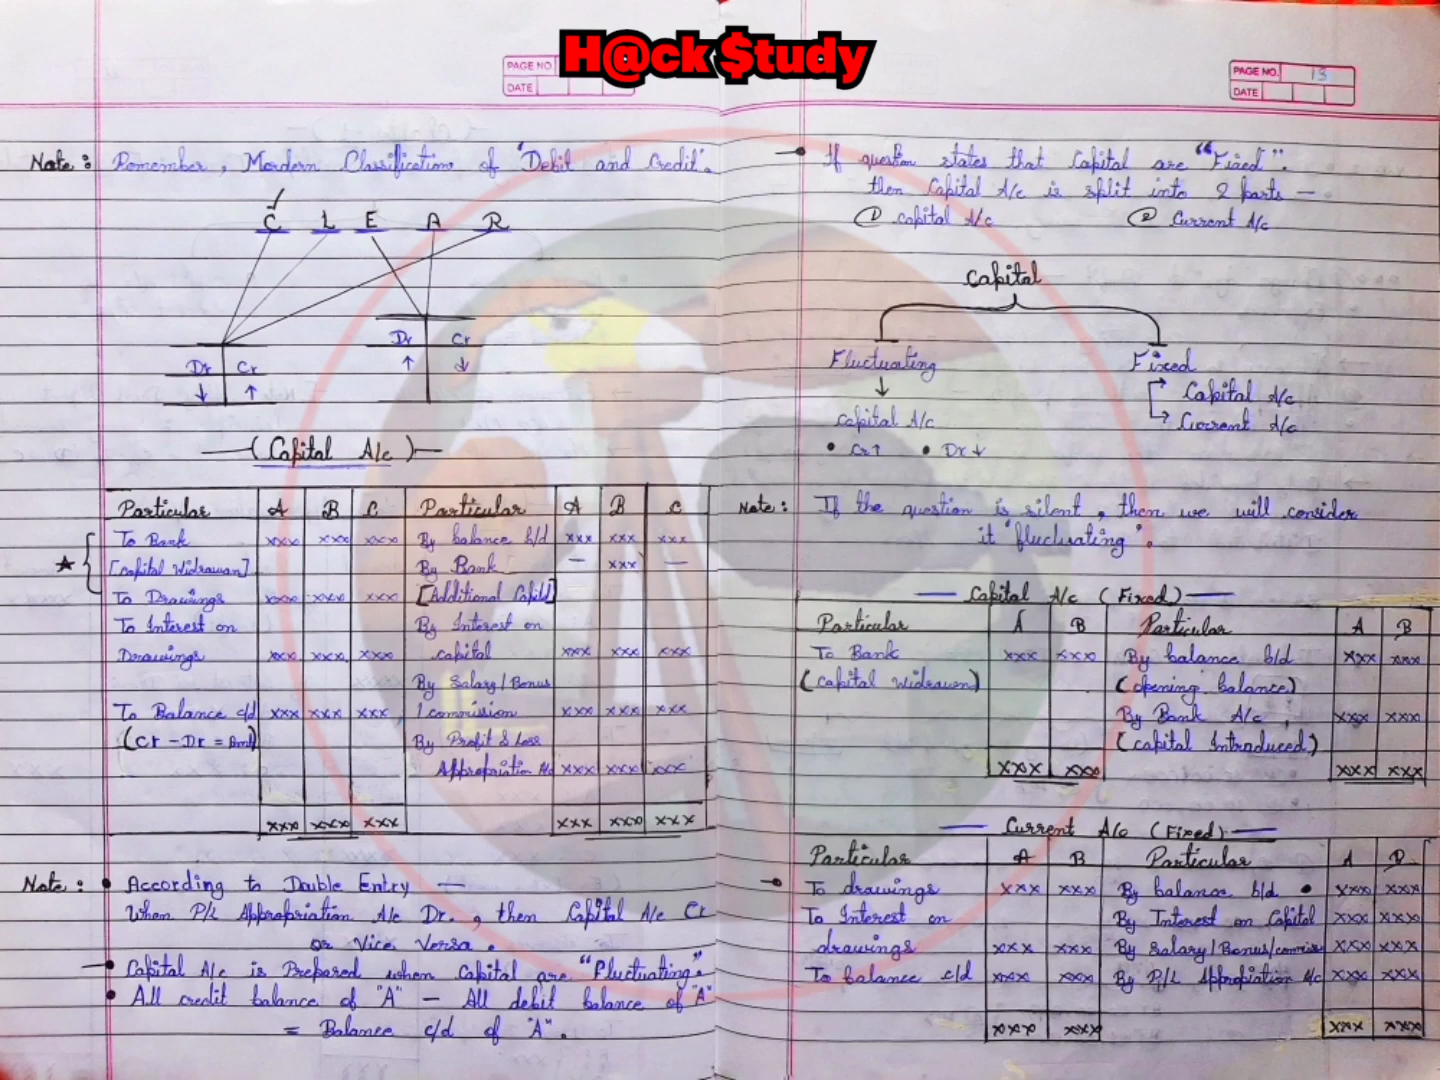 H@ck $tudy
PAGE NO.
DATE
Note : Remember, Mordern Classification of "Debit and Credit".
C L E A R
Dr Cr
↑ ↓
Dr Cr
↓ ↑
(Capital A/c)
Particular A B C Particular A B C
To Bank xxx xxx xxx By balance b/d xxx xxx xxx
[Capital Widrawan] By Bank — xxx —
To Drawings xxx xxx xxx [Additional Capital]
To Interest on By Interest on
Drawings xxx xxx xxx capital xxx xxx xxx
By Salary/Bonus
To Balance c/d xxx xxx xxx /commission xxx xxx xxx
(Cr - Dr = Bml) By Profit & Loss
Appropriation A/c xxx xxx xxx
xxx xxx xxx xxx xxx xxx
Note : • According to Double Entry —
When P/L Appropriation A/c Dr., then Capital A/c Cr
or Vice Versa.
• Capital A/c is Prepared when Capital are "Fluctuating".
• All credit balance of "A" — All debit balance of "A"
= Balance c/d of "A".
PAGE NO. 13
DATE
If question states that Capital are "Fixed".
then Capital A/c is split into 2 parts —
① capital A/c ② Current A/c
Capital
Fluctuating Fixed
↓ → Capital A/c
capital A/c → Current A/c
• Cr↑ • Dr↓
Note : If the question is silent, then we will consider
it "fluctuating".
— Capital A/c (Fixed) —
Particular A B Particular A B
To Bank xxx xxx By balance b/d xxx xxx
(capital Widrawn) (opening balance)
By Bank A/c, xxx xxx
(capital Introduced)
xxx xxx xxx xxx
— Current A/c (Fixed) —
Particular A B Particular A B
To drawings xxx xxx By balance b/d • xxx xxx
To Interest on By Interest on Capital xxx xxx
drawings xxx xxx By Salary/Bonus/commiss xxx xxx
To balance c/d xxx xxx By P/L Appropiation A/c xxx xxx
xxx xxx xxx xxx